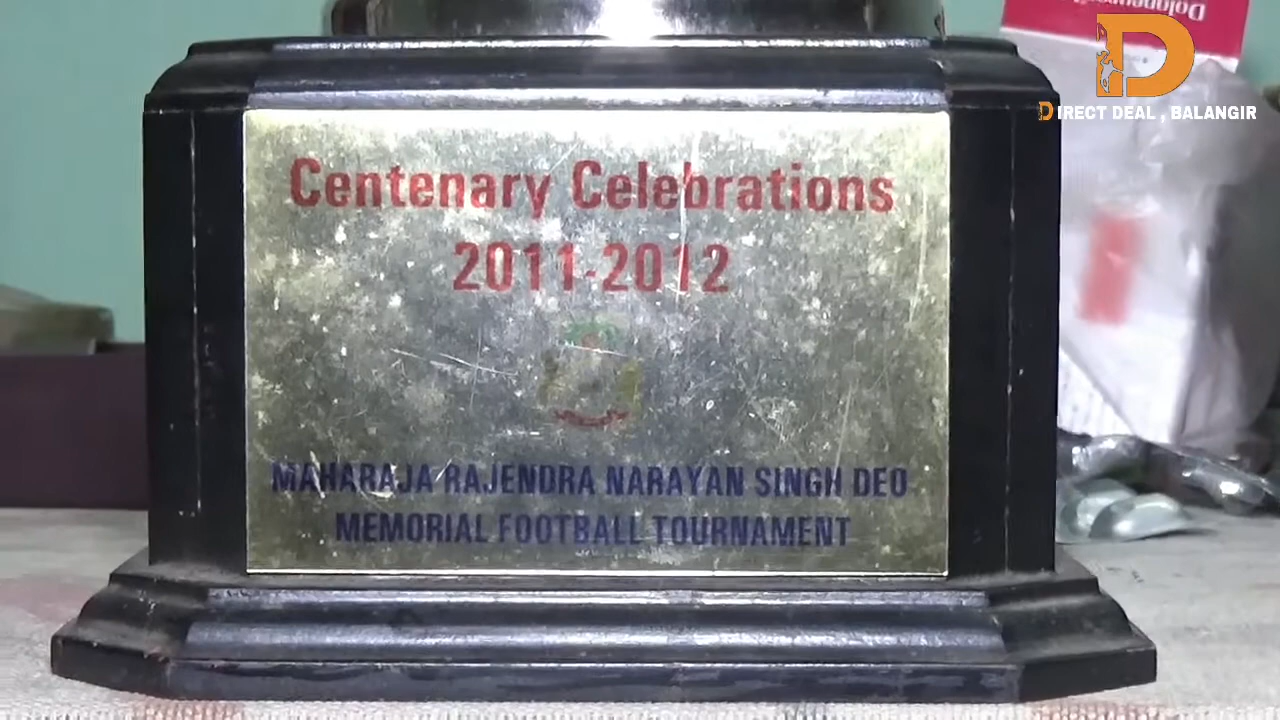 Centenary Celebrations
2011-2012
MAHARAJA RAJENDRA NARAYAN SINGH DEO
MEMORIAL FOOTBALL TOURNAMENT
D
DIRECT DEAL , BALANGIR